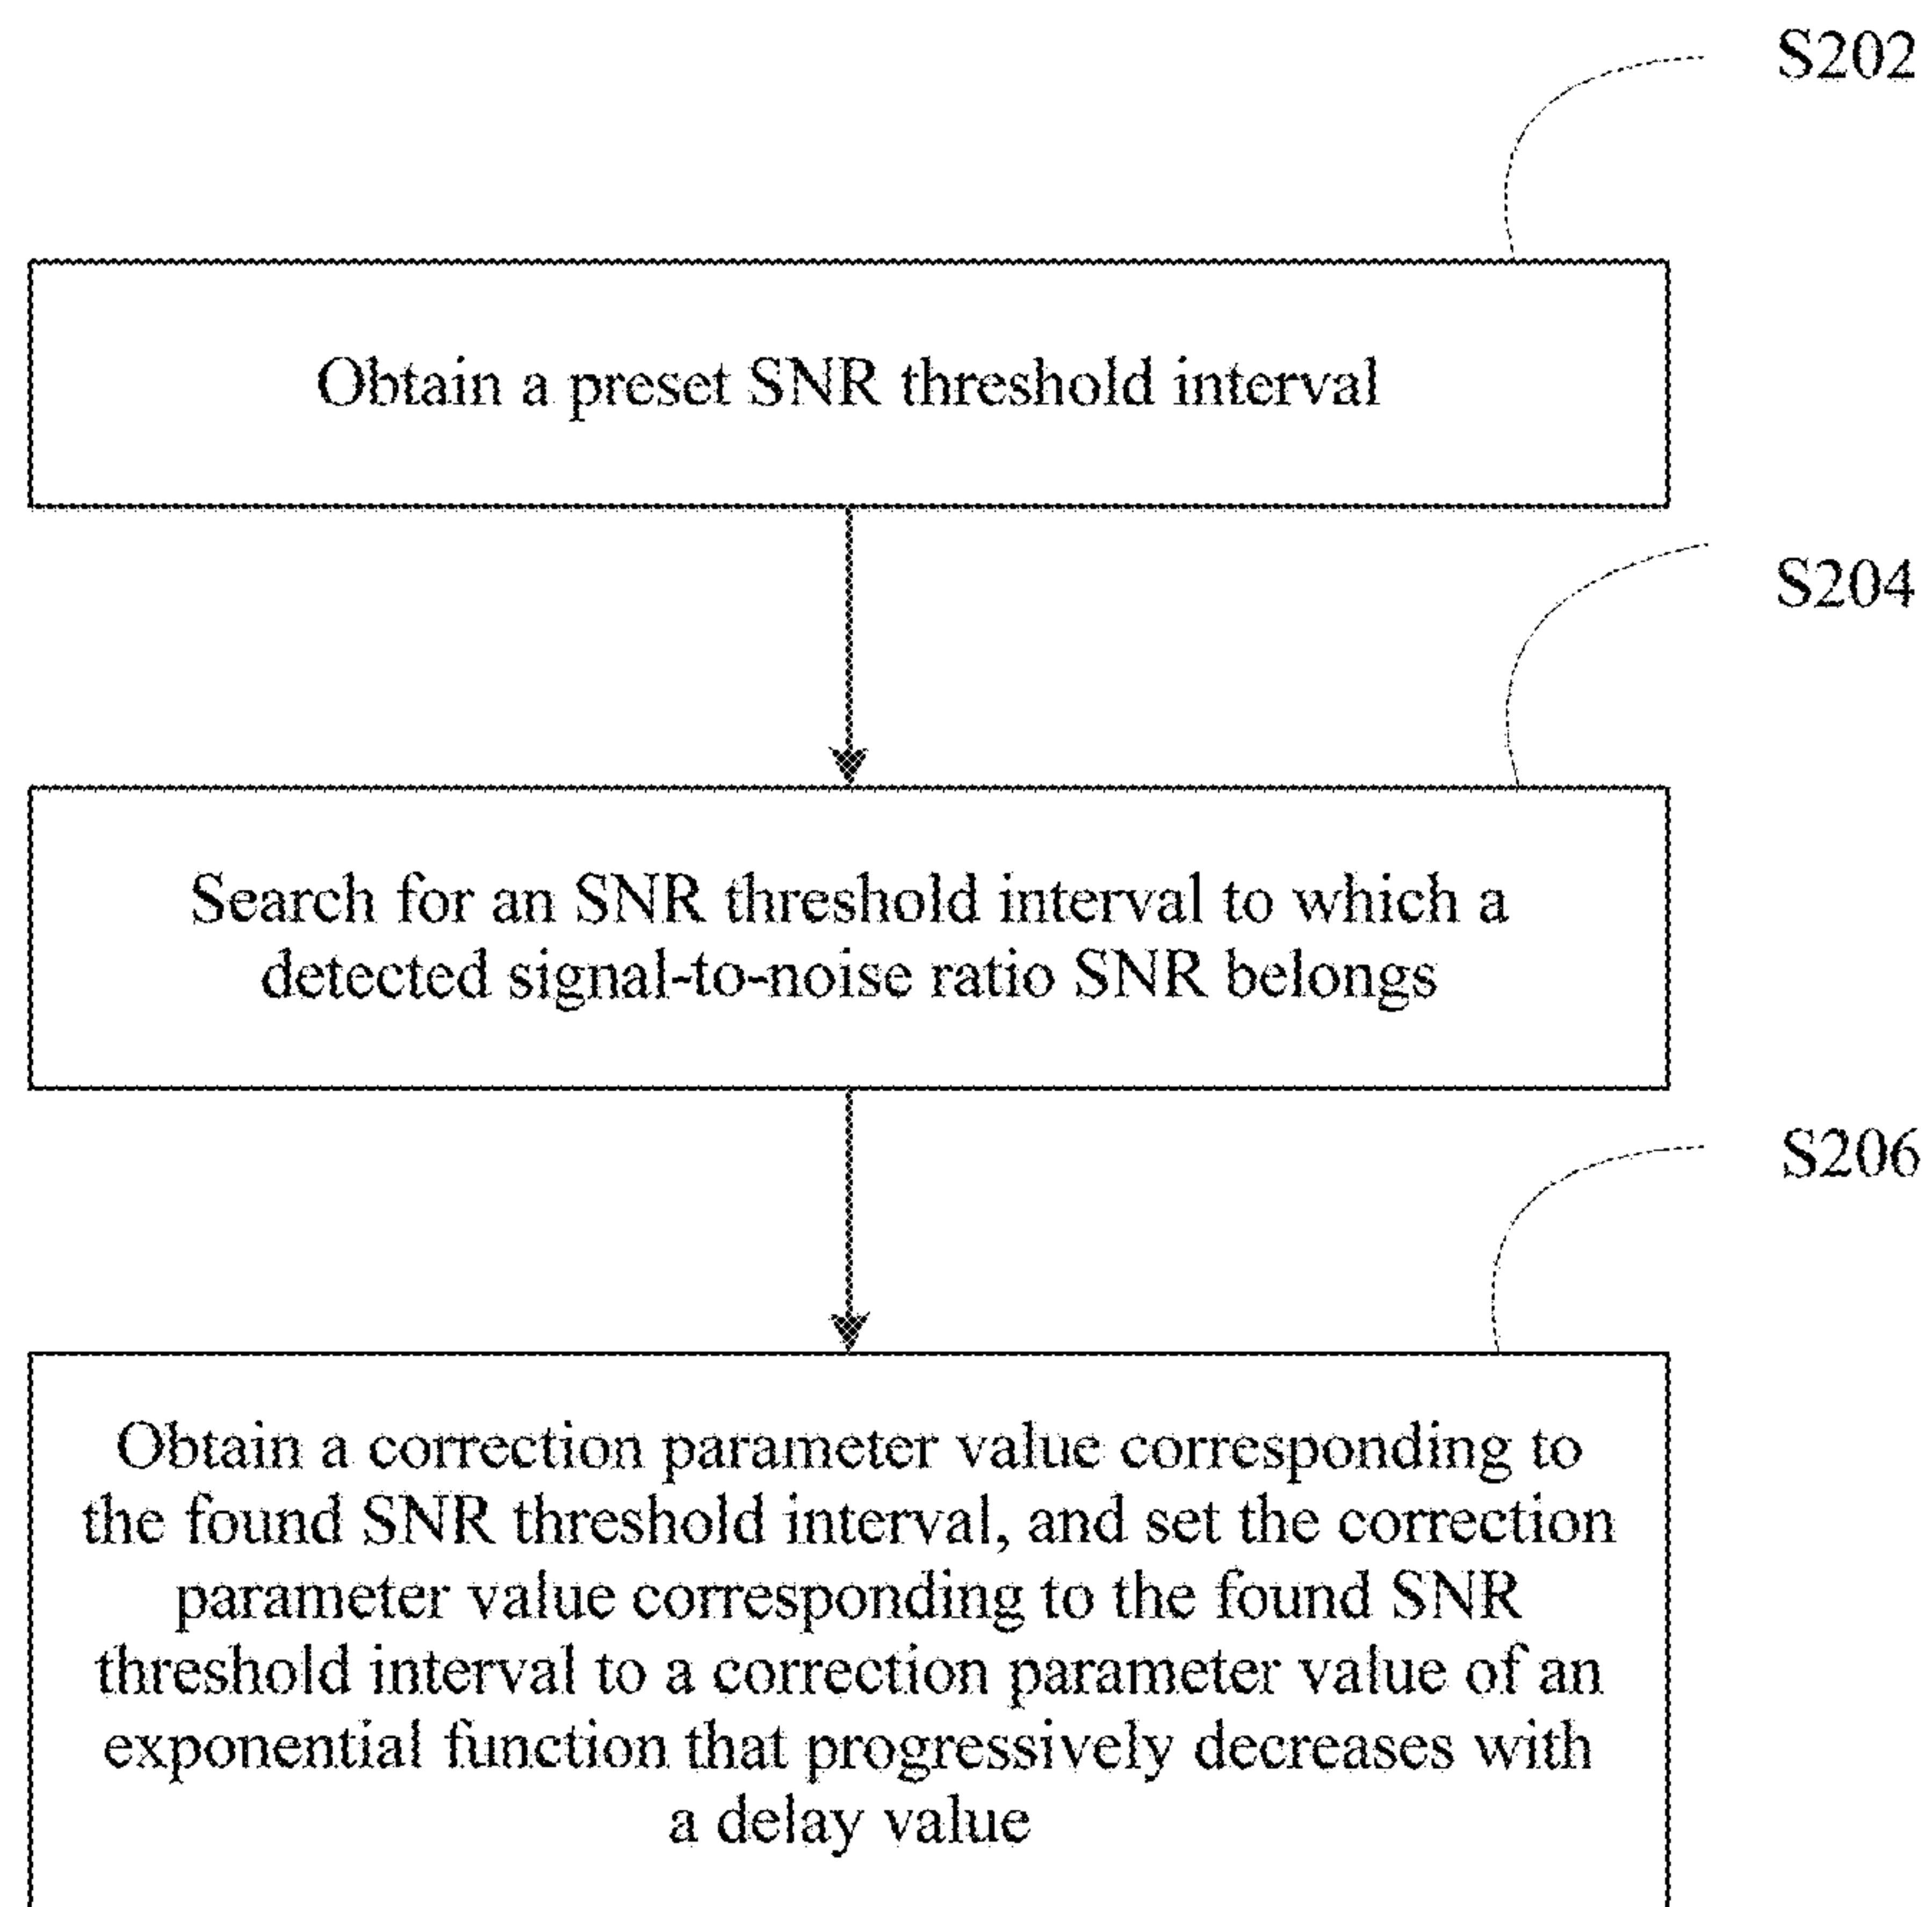 S202
Obtain a preset SNR threshold interval
S204
Search for an SNR threshold interval to which a
detected signal-to-noise ratio SNR belongs
S206
Obtain a correction parameter value corresponding to
the found SNR threshold interval, and set the correction
parameter value corresponding to the found SNR
threshold interval to a correction parameter value of an
exponential function that progressively decreases with
a delay value